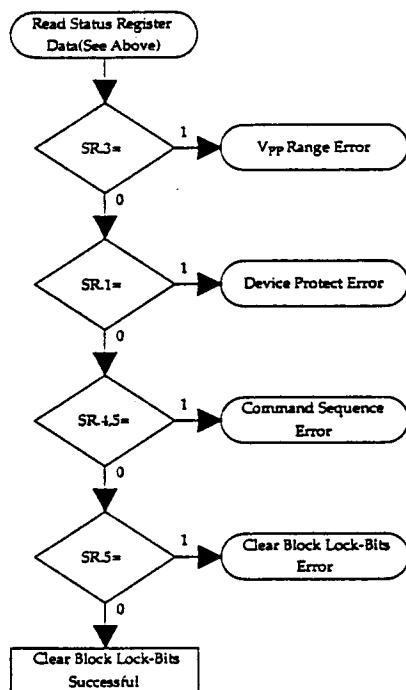 Read Status Register
Data(See Above)
SR.3=
1
VPP Range Error
0
SR.1=
1
Device Protect Error
0
SR.4,5=
1
Command Sequence
Error
0
SR.5=
1
Clear Block Lock-Bits
Error
0
Clear Block Lock-Bits
Successful